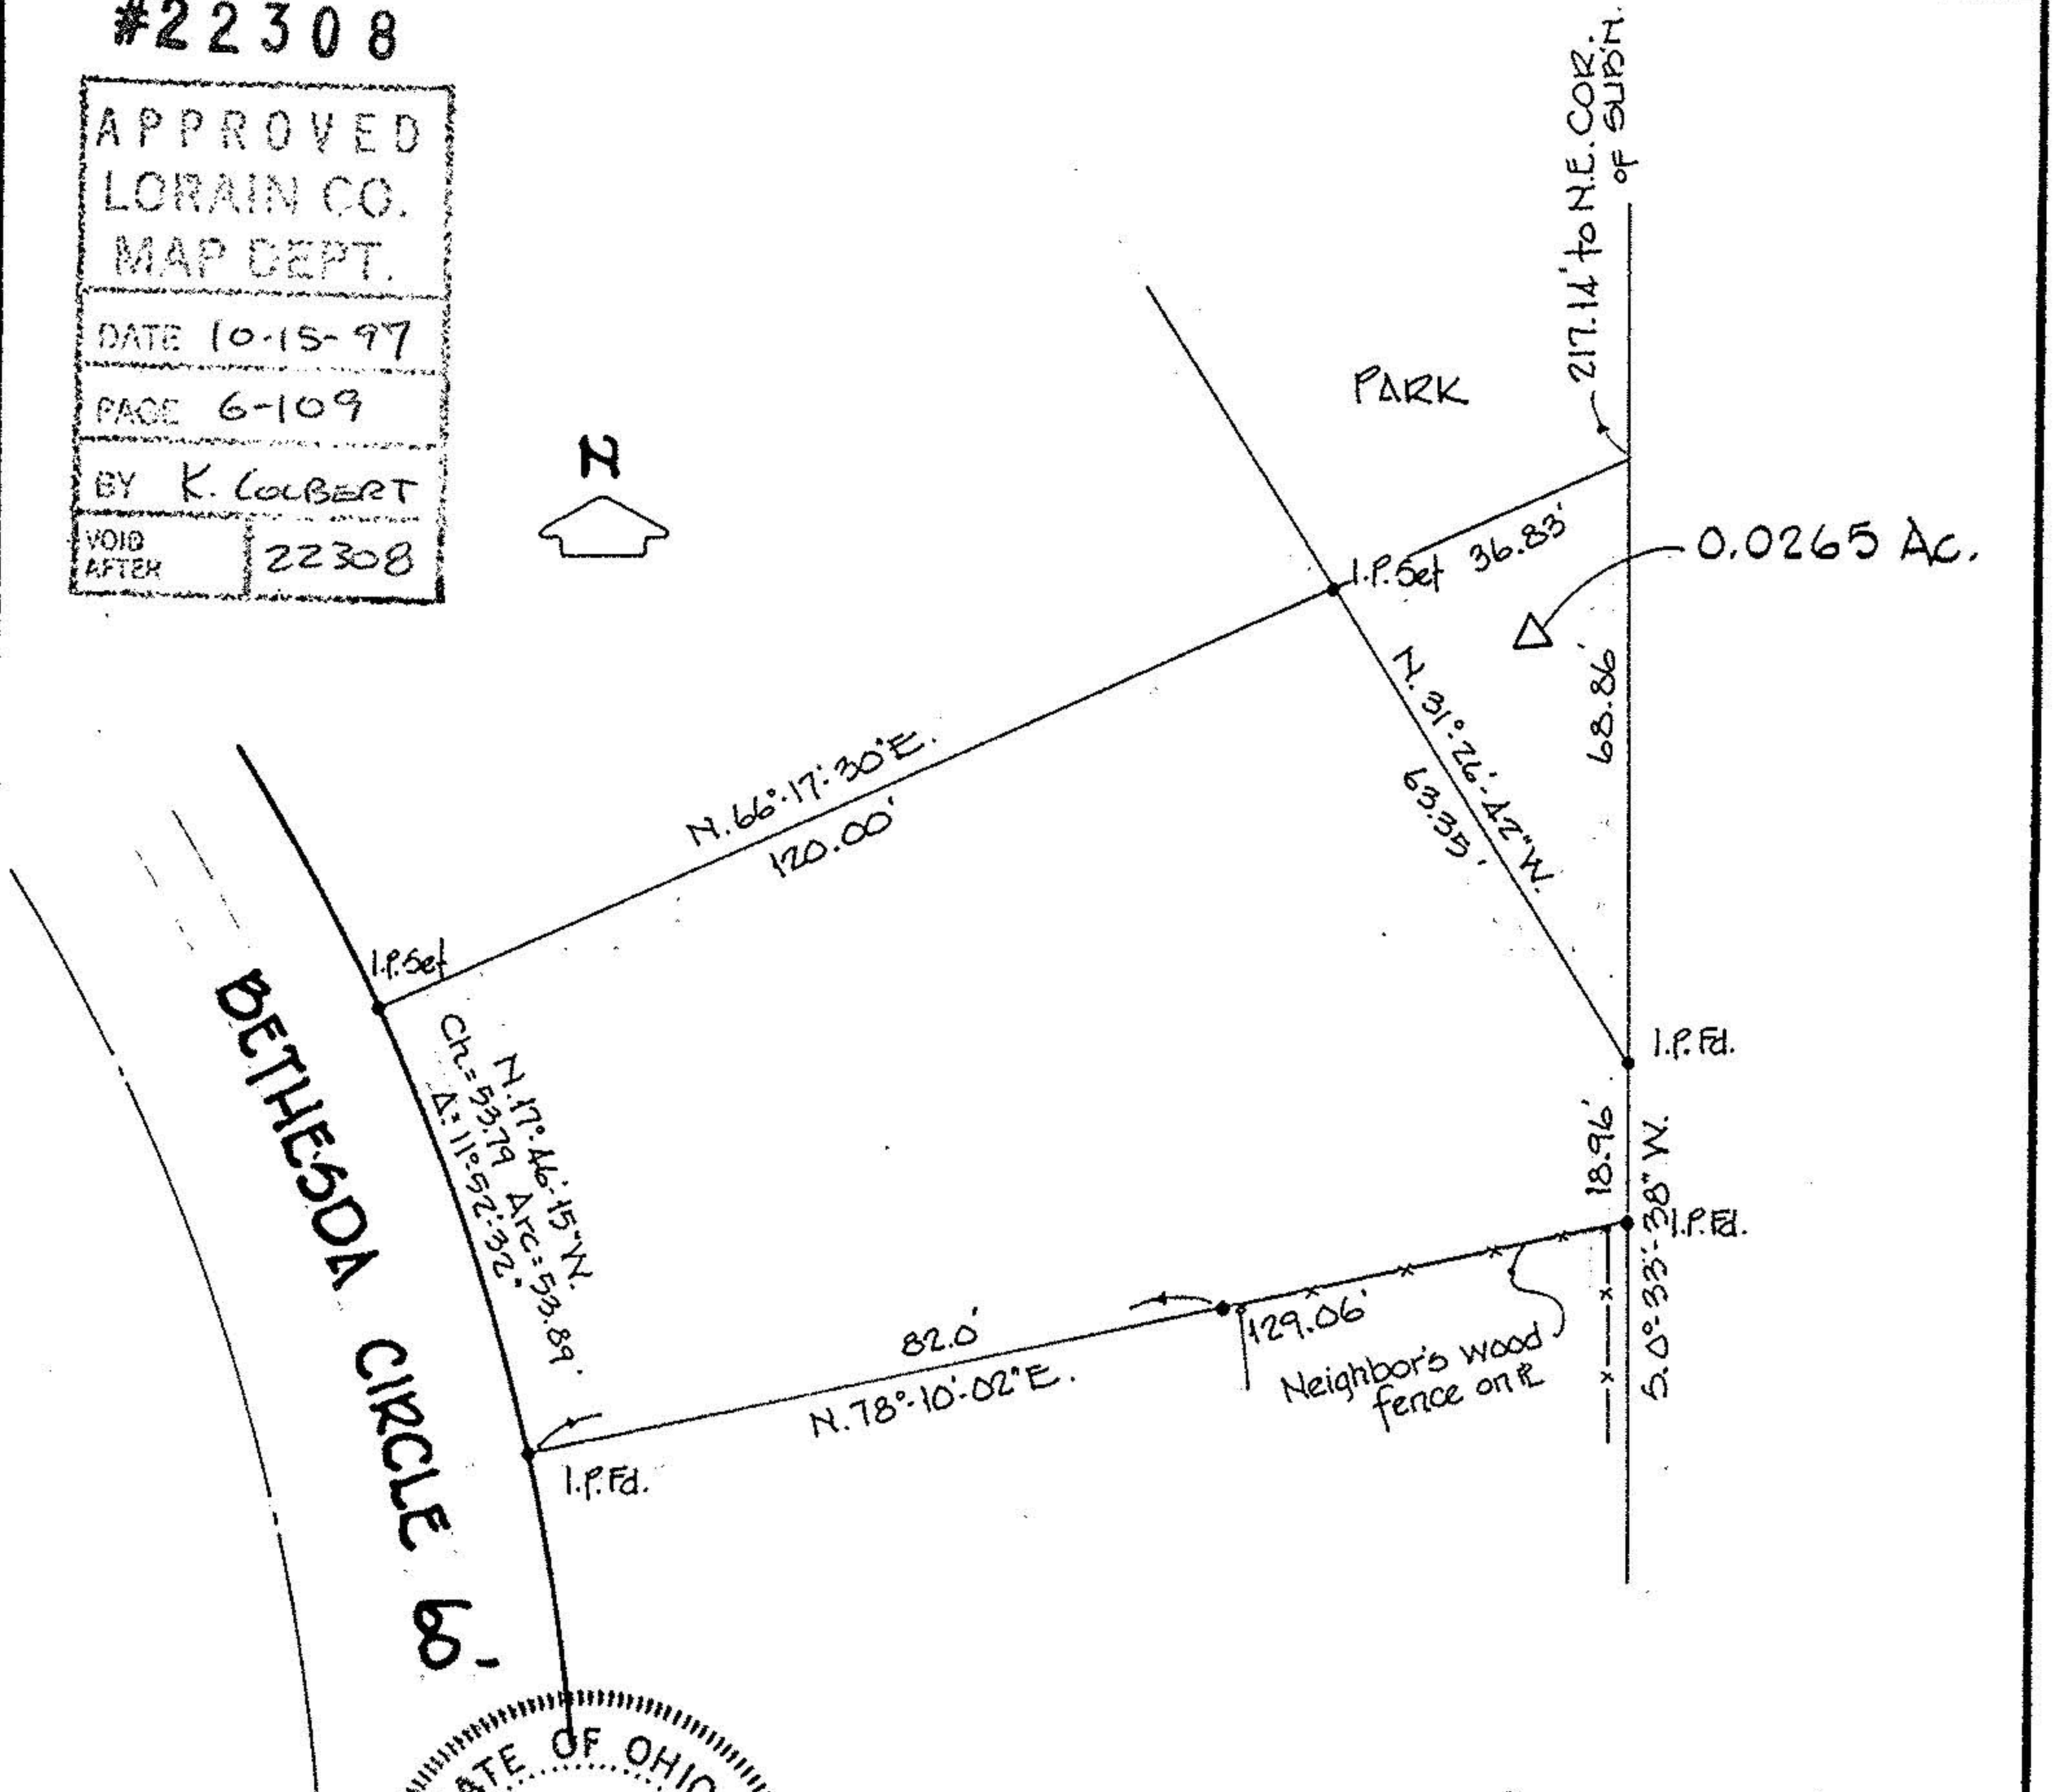 #22308
APPROVED
LORAIN CO.
MAP DEPT.
DATE 10-15-97
PAGE 6-109
BY K. COLBERT
VOID
AFTER
22308
N
217.14' to N.E. COR.
OF SUBD'N.
PARK
I.P. Set
36.83'
0.0265 Ac.
68.86'
N. 31°-26'-42" W.
63.35'
N. 66°-17'-30" E.
120.00'
I.P. Set
N. 17°-46'-15" W.
Ch = 53.79 Arc = 53.89'
Δ = 11°-52'-32"
BETHESDA CIRCLE 60'
I.P. Fd.
18.96'
S. 0°-33'-38" W.
I.P. Fd.
82.0'
129.06'
N. 78°-10'-02" E.
Neighbor's wood
fence on PL
I.P. Fd.
ATE OF OHIO